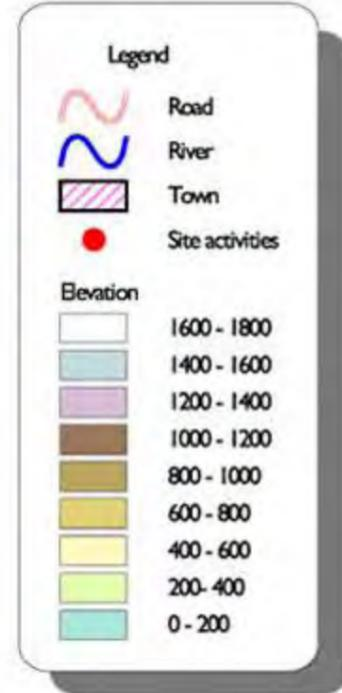 Legend
Road
River
Town
Site activities
Elevation
1600 - 1800
1400 - 1600
1200 - 1400
1000 - 1200
800 - 1000
600 - 800
400 - 600
200- 400
0 - 200